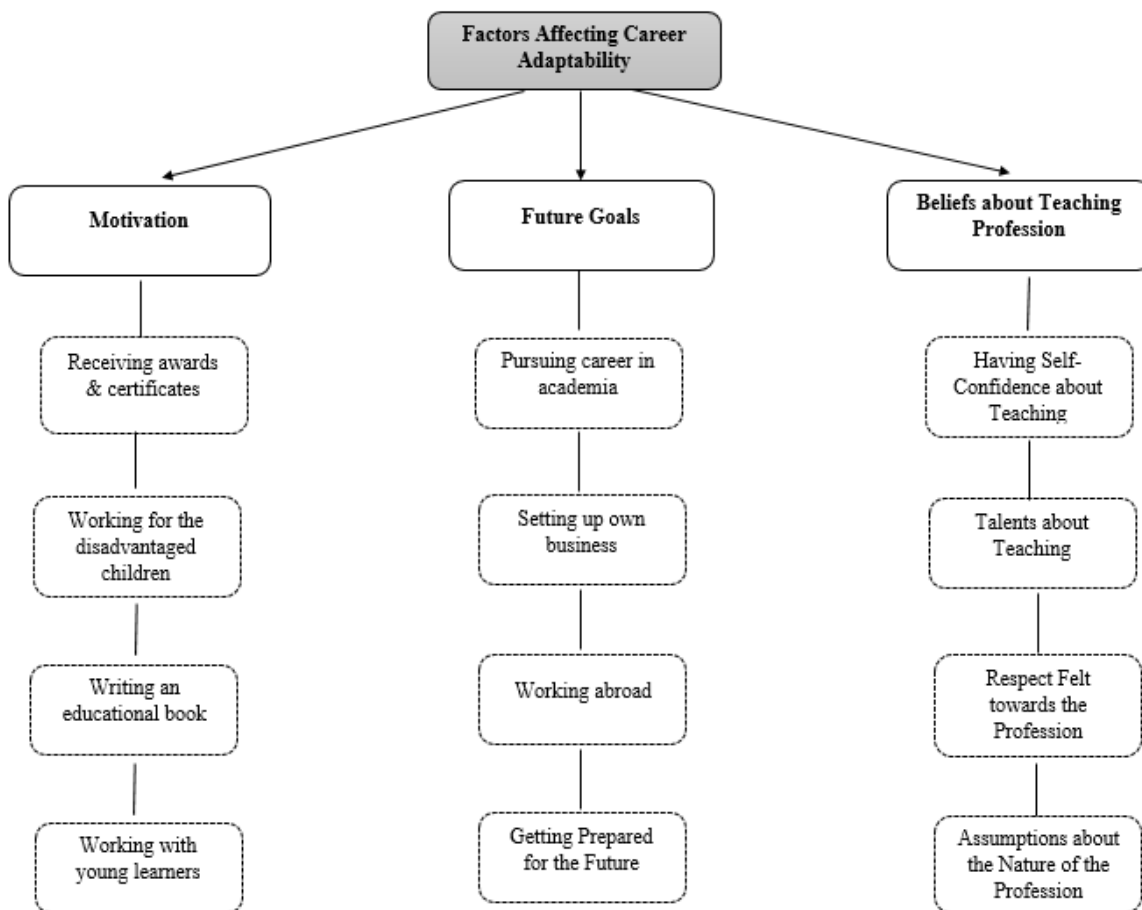 Factors Affecting Career
Adaptability
Motivation
Future Goals
Beliefs about Teaching
Profession
Receiving awards
& certificates
Pursuing career in
academia
Having Self-
Confidence about
Teaching
Working for the
disadvantaged
children
Setting up own
business
Talents about
Teaching
Writing an
educational book
Working abroad
Respect Felt
towards the
Profession
Working with
young learners
Getting Prepared
for the Future
Assumptions about
the Nature of the
Profession